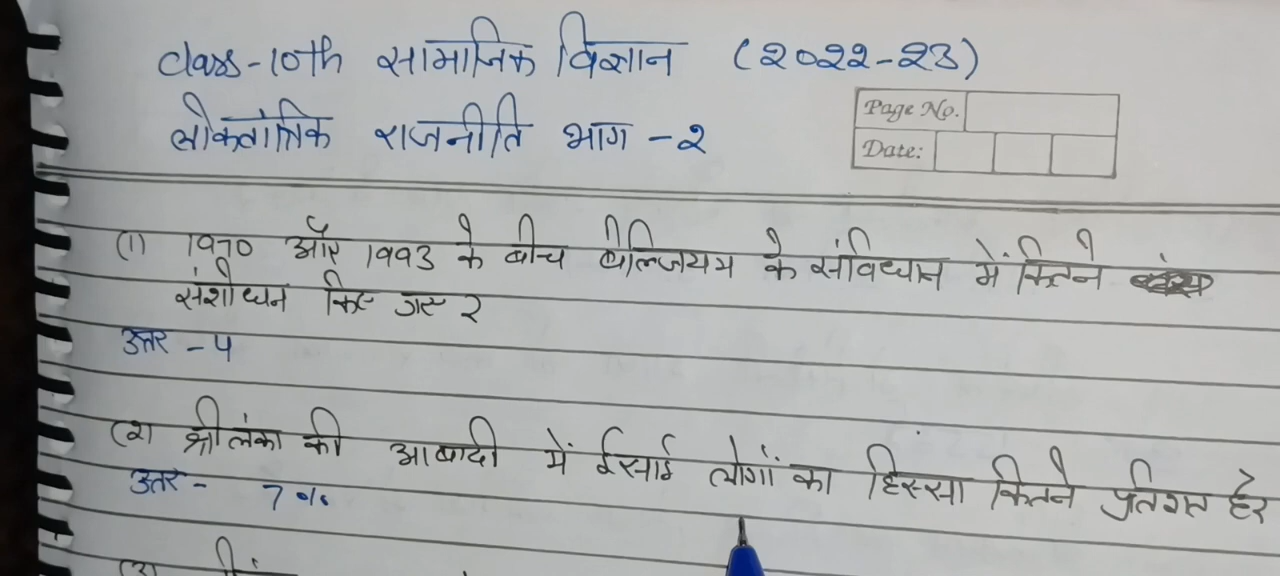 class-10th सामाजिक विज्ञान (2022-23)
लोकतांत्रिक राजनीति भाग -2
Page No.
Date:
(1) 1970 और 1993 के बीच बेल्जियम के संविधान में कितने
संशोधन किए गए?
उत्तर - 4
(2) श्रीलंका की आबादी में ईसाई लोगों का हिस्सा कितने प्रतिशत है?
उत्तर - 7%
(3)